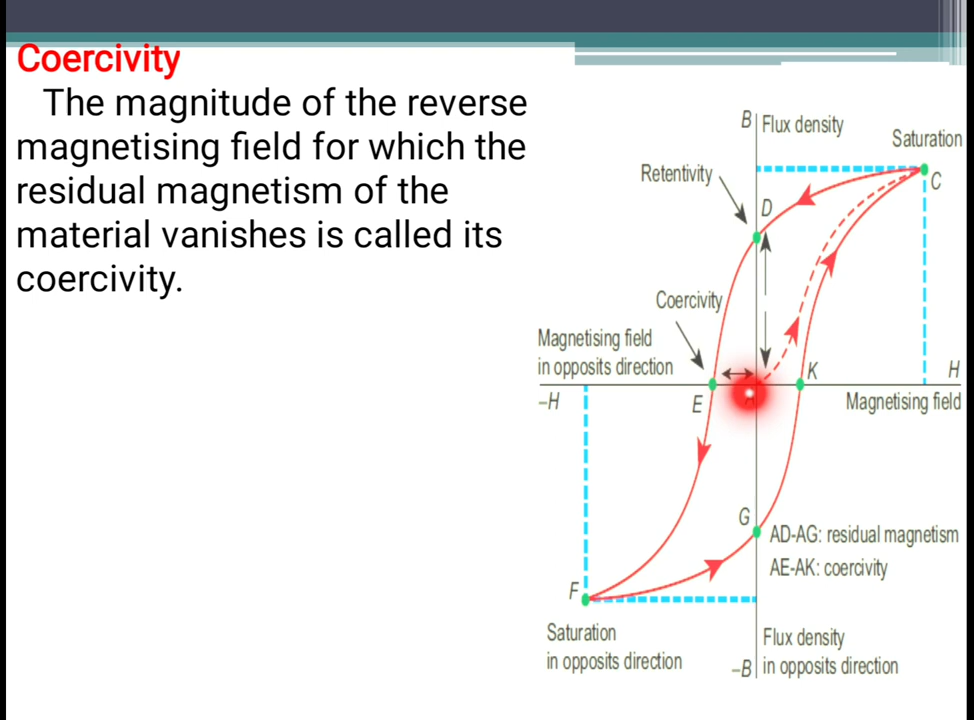 Coercivity
The magnitude of the reverse
magnetising field for which the
residual magnetism of the
material vanishes is called its
coercivity.
B Flux density
Saturation
C
Retentivity
D
Coercivity
Magnetising field
in opposits direction
K
H
–H
E
A
Magnetising field
G
AD-AG: residual magnetism
AE-AK: coercivity
F
Saturation
in opposits direction
Flux density
–B in opposits direction